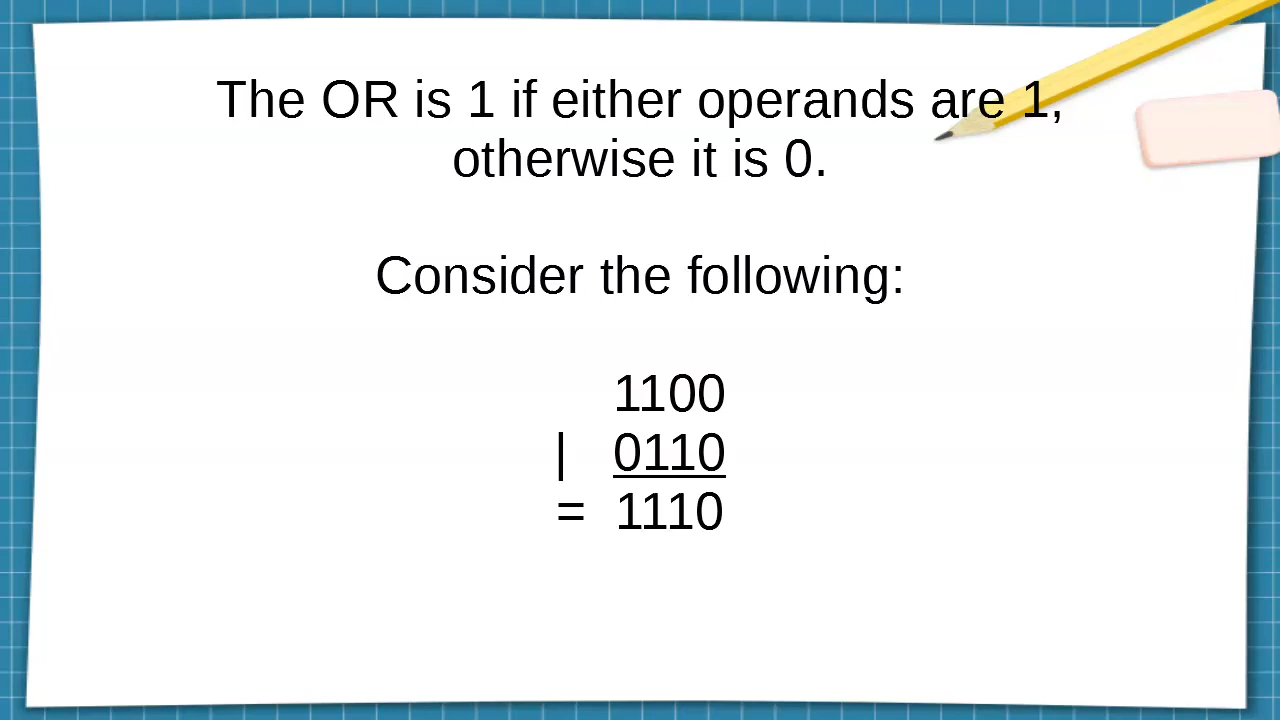 The OR is 1 if either operands are 1,
otherwise it is 0.
Consider the following:
1100
| 0110
= 1110